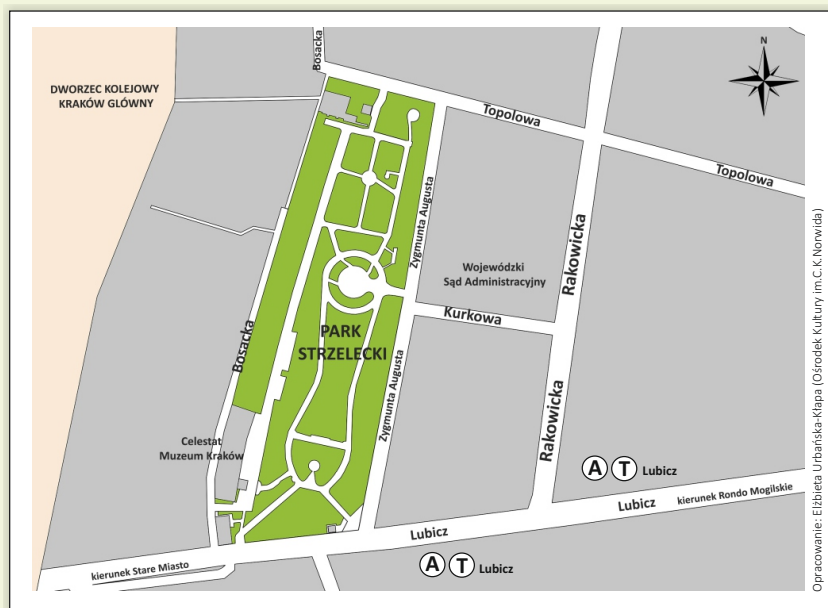 Bosacka
N
DWORZEC KOLEJOWY
KRAKÓW GŁÓWNY
Topolowa
Topolowa
Zygmunta Augusta
Rakowicka
Wojewódzki
Sąd Administracyjny
Kurkowa
PARK
STRZELECKI
Bosacka
Zygmunta Augusta
Rakowicka
Celestat
Muzeum Kraków
A T Lubicz
Lubicz
kierunek Rondo Mogilskie
Lubicz
kierunek Stare Miasto
A T Lubicz
Opracowanie: Elżbieta Urbańska-Kłapa (Ośrodek Kultury im.C.K.Norwida)